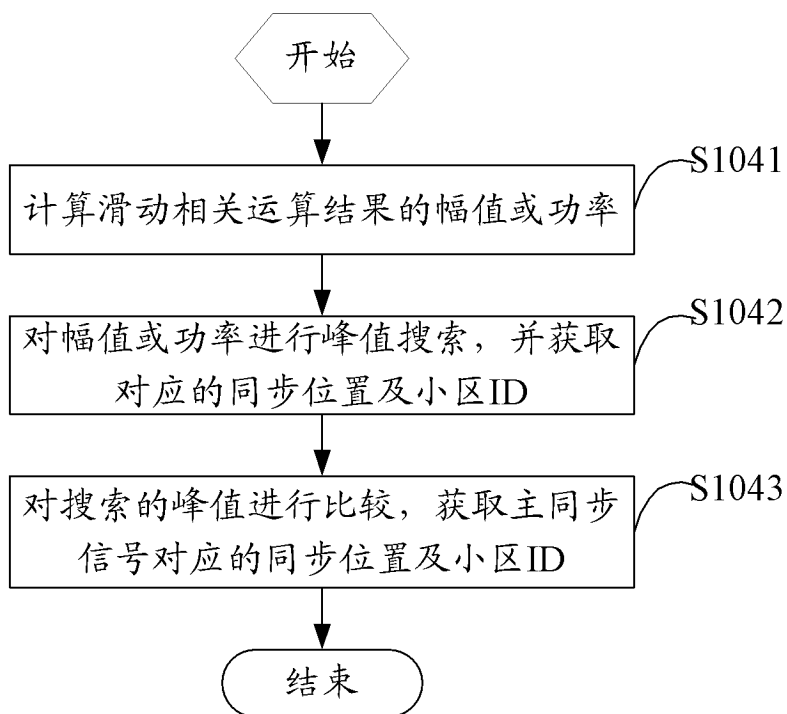 开始
S1041
计算滑动相关运算结果的幅值或功率
S1042
对幅值或功率进行峰值搜索，并获取
对应的同步位置及小区ID
S1043
对搜索的峰值进行比较，获取主同步
信号对应的同步位置及小区ID
结束